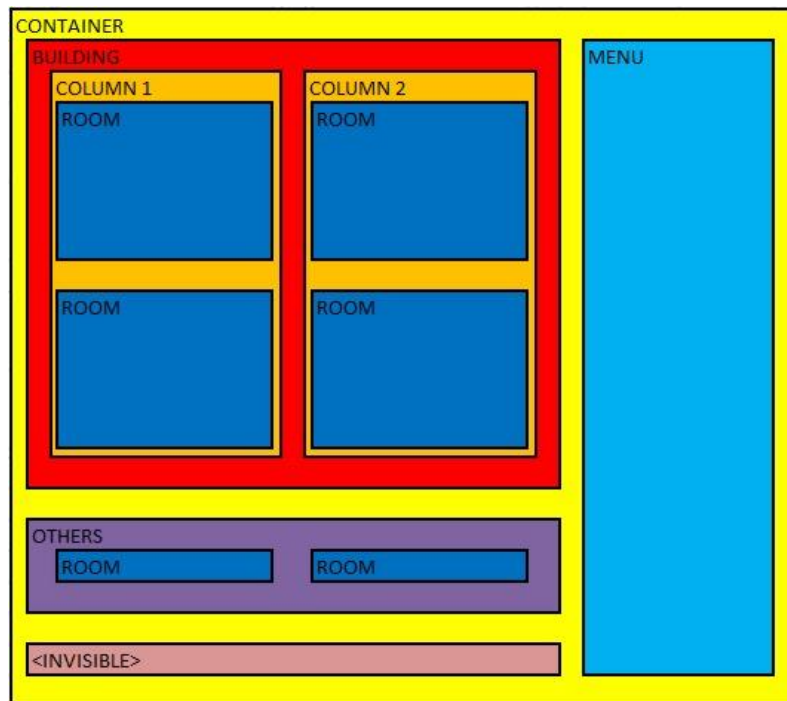 CONTAINER
BUILDING
MENU
COLUMN 1
COLUMN 2
ROOM
ROOM
ROOM
ROOM
OTHERS
ROOM
ROOM
<INVISIBLE>